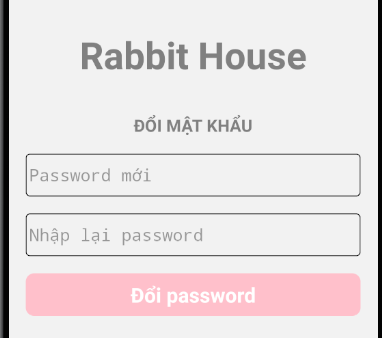 Rabbit House
ĐỔI MẬT KHẨU
Password mới
Nhập lại password
Đổi password